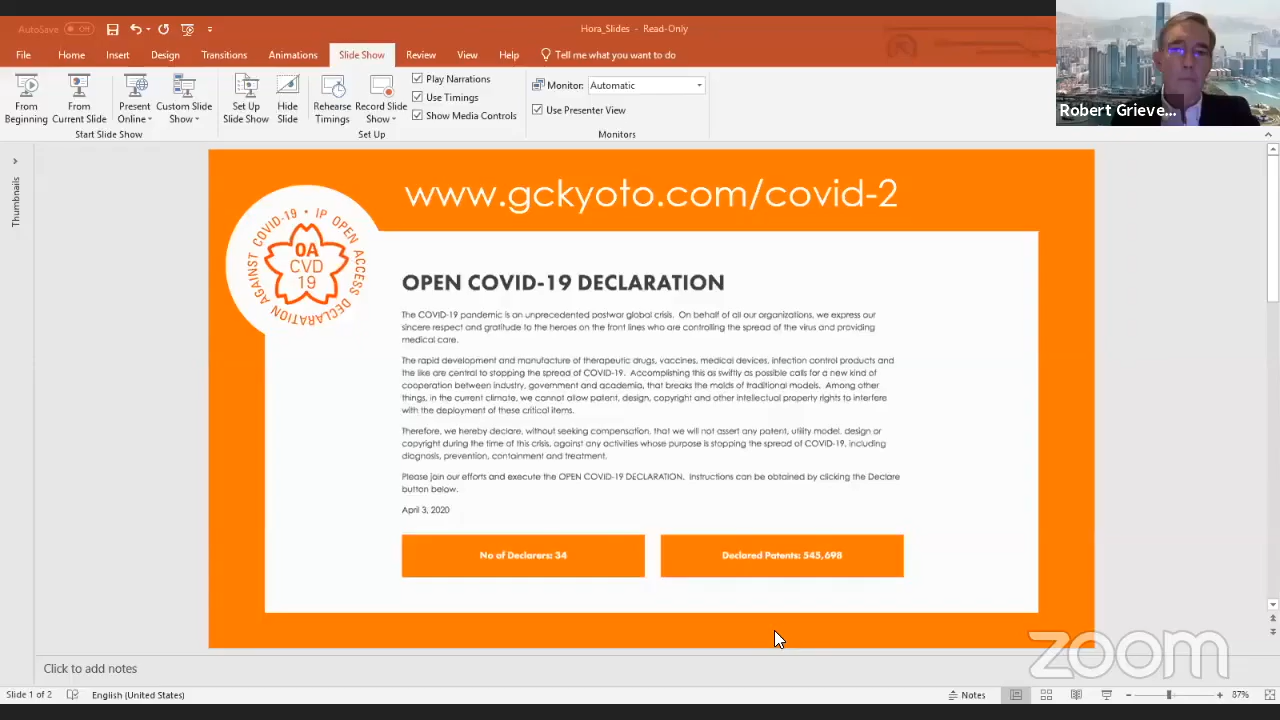 AutoSave Off
Hora_Slides - Read-Only
File Home Insert Design Transitions Animations Slide Show Review View Help Tell me what you want to do
From Beginning
From Current Slide
Present Online
Custom Slide Show
Start Slide Show
Set Up Slide Show
Hide Slide
Rehearse Timings
Record Slide Show
Play Narrations
Use Timings
Show Media Controls
Set Up
Monitor: Automatic
Use Presenter View
Monitors
Robert Grieve...
Thumbnails
www.gckyoto.com/covid-2
IP OPEN ACCESS DECLARATION AGAINST COVID-19 •
OA
CVD
19
OPEN COVID-19 DECLARATION
The COVID-19 pandemic is an unprecedented postwar global crisis. On behalf of all our organizations, we express our
sincere respect and gratitude to the heroes on the front lines who are controlling the spread of the virus and providing
medical care.
The rapid development and manufacture of therapeutic drugs, vaccines, medical devices, infection control products and
the like are central to stopping the spread of COVID-19. Accomplishing this as swiftly as possible calls for a new kind of
cooperation between industry, government and academia, that breaks the molds of traditional models. Among other
things, in the current climate, we cannot allow patent, design, copyright and other intellectual property rights to interfere
with the deployment of these critical items.
Therefore, we hereby declare, without seeking compensation, that we will not assert any patent, utility model, design or
copyright during the time of this crisis, against any activities whose purpose is stopping the spread of COVID-19, including
diagnosis, prevention, containment and treatment.
Please join our efforts and execute the OPEN COVID-19 DECLARATION. Instructions can be obtained by clicking the Declare
button below.
April 3, 2020
No of Declarers: 34
Declared Patents: 545,698
zoom
Click to add notes
Slide 1 of 2 English (United States) Notes 87%